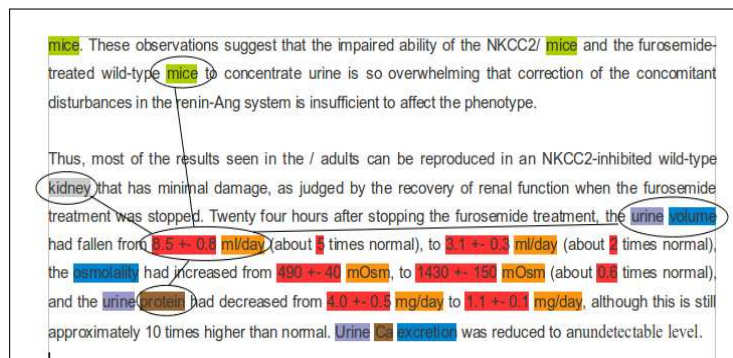 mice. These observations suggest that the impaired ability of the NKCC2/ mice and the furosemide-
treated wild-type mice to concentrate urine is so overwhelming that correction of the concomitant
disturbances in the renin-Ang system is insufficient to affect the phenotype.
Thus, most of the results seen in the / adults can be reproduced in an NKCC2-inhibited wild-type
kidney that has minimal damage, as judged by the recovery of renal function when the furosemide
treatment was stopped. Twenty four hours after stopping the furosemide treatment, the urine volume
had fallen from 8.5 +- 0.8 ml/day (about 5 times normal), to 3.1 +- 0.3 ml/day (about 2 times normal),
the osmolality had increased from 490 +- 40 mOsm, to 1430 +- 150 mOsm (about 0.6 times normal),
and the urine protein had decreased from 4.0 +- 0.5 mg/day to 1.1 +- 0.1 mg/day, although this is still
approximately 10 times higher than normal. Urine Ca excretion was reduced to anundetectable level.